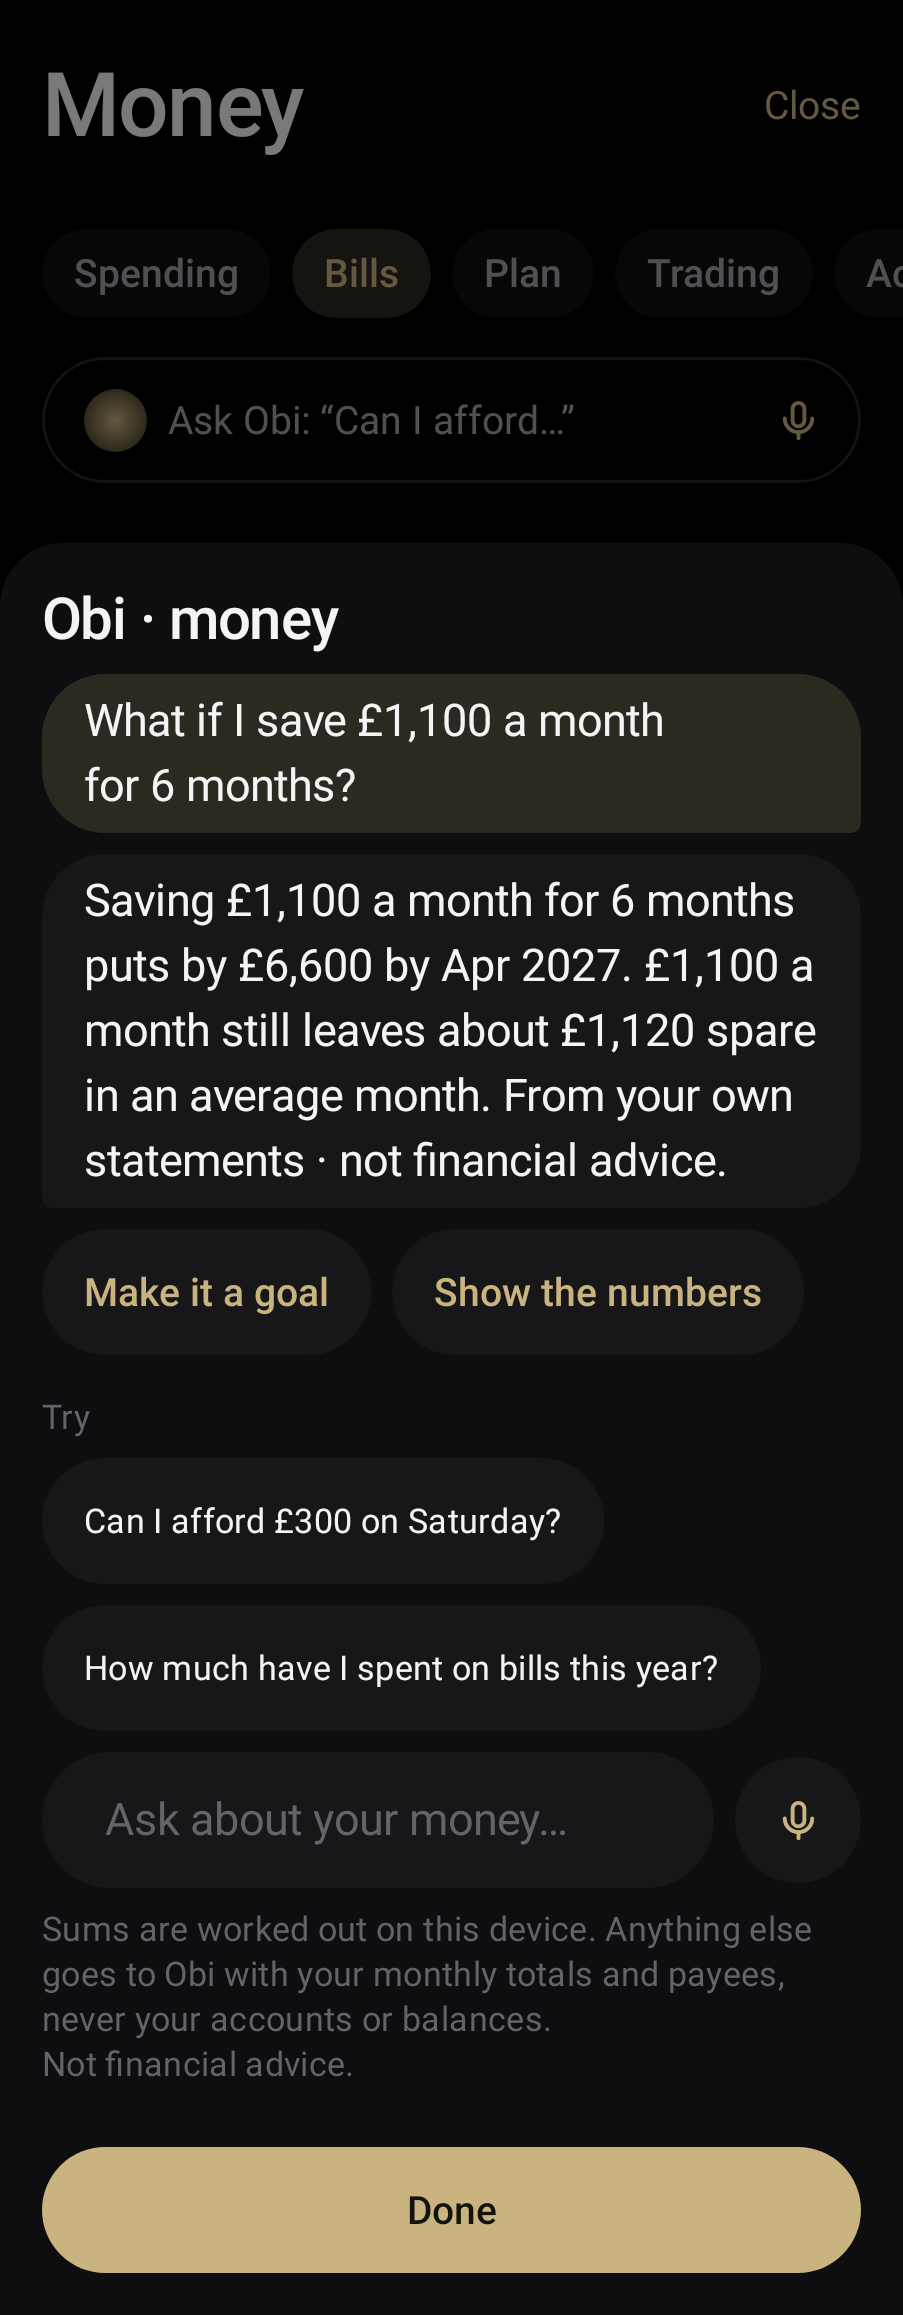 Money
Close
Spending
Bills
Plan
Trading
Ask Obi: “Can I afford…”
Obi · money
What if I save £1,100 a month
for 6 months?
Saving £1,100 a month for 6 months
puts by £6,600 by Apr 2027. £1,100 a
month still leaves about £1,120 spare
in an average month. From your own
statements · not financial advice.
Make it a goal
Show the numbers
Try
Can I afford £300 on Saturday?
How much have I spent on bills this year?
Ask about your money…
Sums are worked out on this device. Anything else
goes to Obi with your monthly totals and payees,
never your accounts or balances.
Not financial advice.
Done